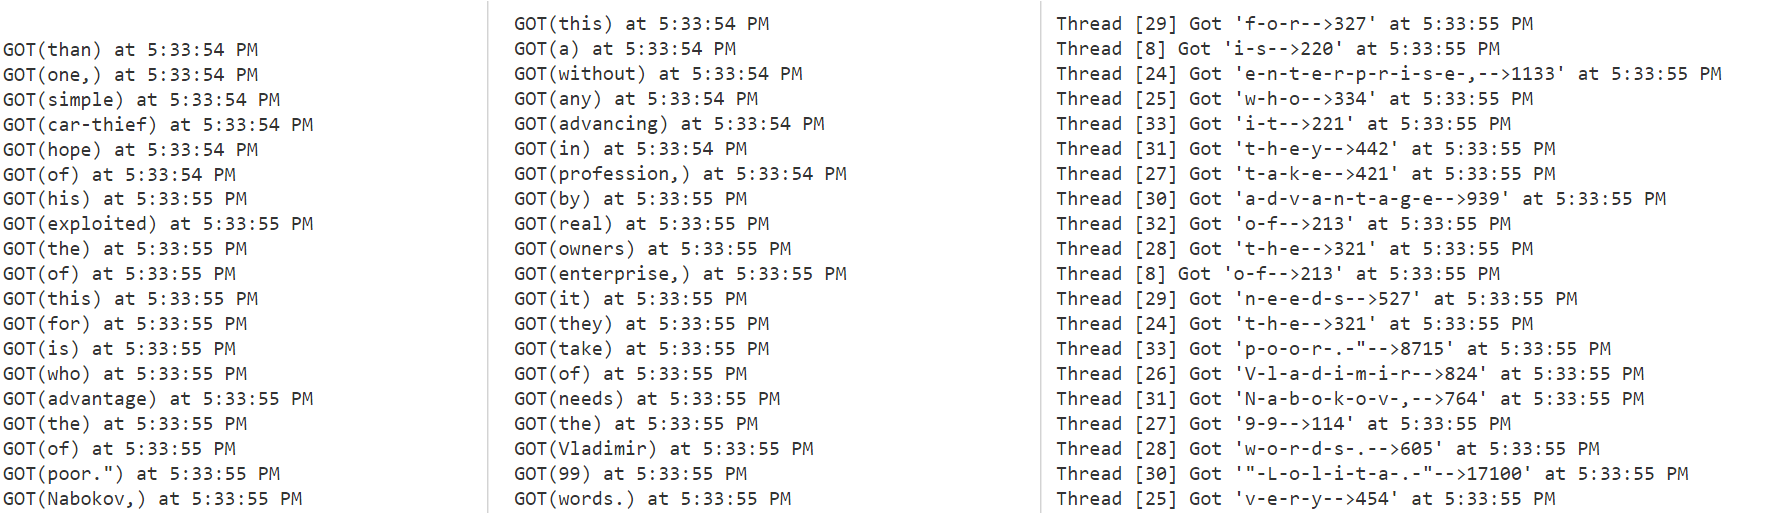 GOT(than) at 5:33:54 PM
GOT(one,) at 5:33:54 PM
GOT(simple) at 5:33:54 PM
GOT(car-thief) at 5:33:54 PM
GOT(hope) at 5:33:54 PM
GOT(of) at 5:33:54 PM
GOT(his) at 5:33:55 PM
GOT(exploited) at 5:33:55 PM
GOT(the) at 5:33:55 PM
GOT(of) at 5:33:55 PM
GOT(this) at 5:33:55 PM
GOT(for) at 5:33:55 PM
GOT(is) at 5:33:55 PM
GOT(who) at 5:33:55 PM
GOT(advantage) at 5:33:55 PM
GOT(the) at 5:33:55 PM
GOT(of) at 5:33:55 PM
GOT(poor.") at 5:33:55 PM
GOT(Nabokov,) at 5:33:55 PM
GOT(this) at 5:33:54 PM
GOT(a) at 5:33:54 PM
GOT(without) at 5:33:54 PM
GOT(any) at 5:33:54 PM
GOT(advancing) at 5:33:54 PM
GOT(in) at 5:33:54 PM
GOT(profession,) at 5:33:54 PM
GOT(by) at 5:33:55 PM
GOT(real) at 5:33:55 PM
GOT(owners) at 5:33:55 PM
GOT(enterprise,) at 5:33:55 PM
GOT(it) at 5:33:55 PM
GOT(they) at 5:33:55 PM
GOT(take) at 5:33:55 PM
GOT(of) at 5:33:55 PM
GOT(needs) at 5:33:55 PM
GOT(the) at 5:33:55 PM
GOT(Vladimir) at 5:33:55 PM
GOT(99) at 5:33:55 PM
GOT(words.) at 5:33:55 PM
Thread [29] Got 'f-o-r-->327' at 5:33:55 PM
Thread [8] Got 'i-s-->220' at 5:33:55 PM
Thread [24] Got 'e-n-t-e-r-p-r-i-s-e-,-->1133' at 5:33:55 PM
Thread [25] Got 'w-h-o-->334' at 5:33:55 PM
Thread [33] Got 'i-t-->221' at 5:33:55 PM
Thread [31] Got 't-h-e-y-->442' at 5:33:55 PM
Thread [27] Got 't-a-k-e-->421' at 5:33:55 PM
Thread [30] Got 'a-d-v-a-n-t-a-g-e-->939' at 5:33:55 PM
Thread [32] Got 'o-f-->213' at 5:33:55 PM
Thread [28] Got 't-h-e-->321' at 5:33:55 PM
Thread [8] Got 'o-f-->213' at 5:33:55 PM
Thread [29] Got 'n-e-e-d-s-->527' at 5:33:55 PM
Thread [24] Got 't-h-e-->321' at 5:33:55 PM
Thread [33] Got 'p-o-o-r-.-"-->8715' at 5:33:55 PM
Thread [26] Got 'V-l-a-d-i-m-i-r-->824' at 5:33:55 PM
Thread [31] Got 'N-a-b-o-k-o-v-,-->764' at 5:33:55 PM
Thread [27] Got '9-9-->114' at 5:33:55 PM
Thread [28] Got 'w-o-r-d-s-.-->605' at 5:33:55 PM
Thread [30] Got '"-L-o-l-i-t-a-.-"-->17100' at 5:33:55 PM
Thread [25] Got 'v-e-r-y-->454' at 5:33:55 PM